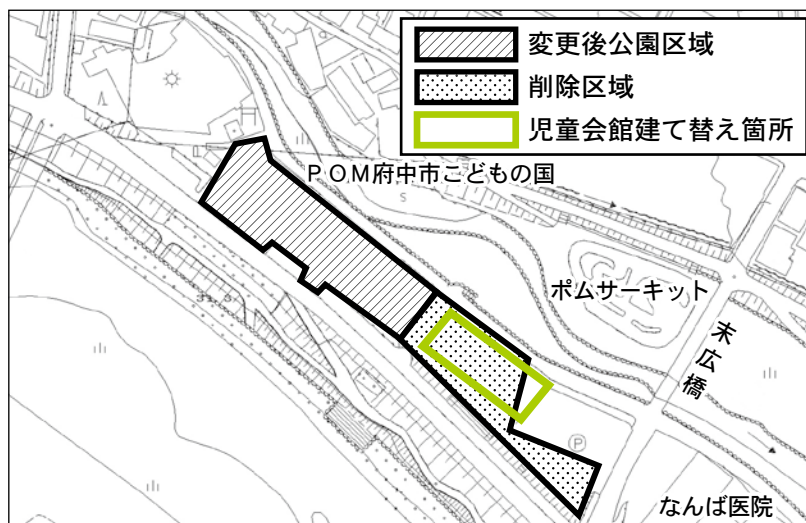 変更後公園区域
削除区域
児童会館建て替え箇所
POM府中市こどもの国
ポムサーキット
末広橋
P
なんば医院